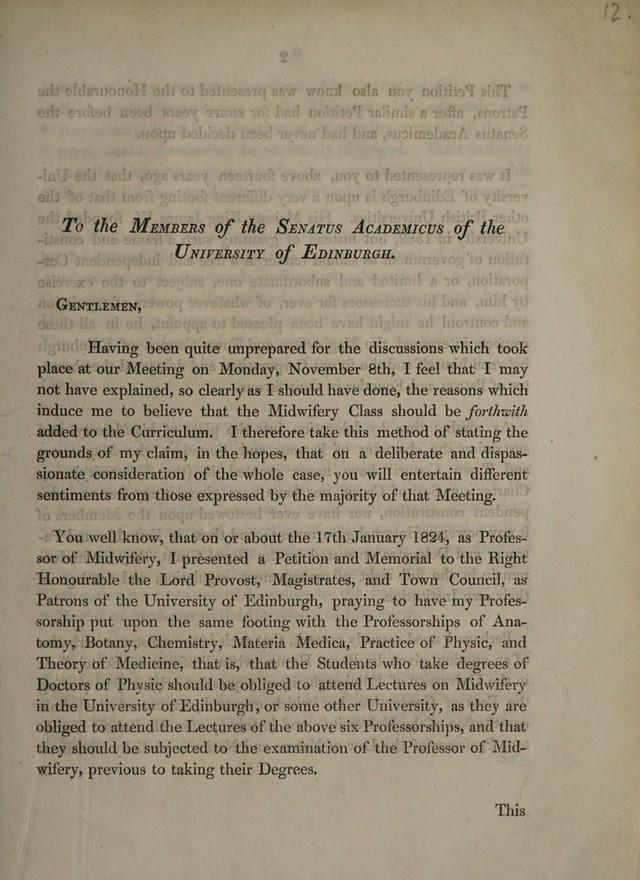 12.
To the Members of the Senatus Academicus of the
University of Edinburgh.
Gentlemen,
Having been quite unprepared for the discussions which took
place at our Meeting on Monday, November 8th, I feel that I may
not have explained, so clearly as I should have done, the reasons which
induce me to believe that the Midwifery Class should be forthwith
added to the Curriculum. I therefore take this method of stating the
grounds of my claim, in the hopes, that on a deliberate and dispas-
sionate consideration of the whole case, you will entertain different
sentiments from those expressed by the majority of that Meeting.
You well know, that on or about the 17th January 1824, as Profes-
sor of Midwifery, I presented a Petition and Memorial to the Right
Honourable the Lord Provost, Magistrates, and Town Council, as
Patrons of the University of Edinburgh, praying to have my Profes-
sorship put upon the same footing with the Professorships of Ana-
tomy, Botany, Chemistry, Materia Medica, Practice of Physic, and
Theory of Medicine, that is, that the Students who take degrees of
Doctors of Physic should be obliged to attend Lectures on Midwifery
in the University of Edinburgh, or some other University, as they are
obliged to attend the Lectures of the above six Professorships, and that
they should be subjected to the examination of the Professor of Mid-
wifery, previous to taking their Degrees.
This